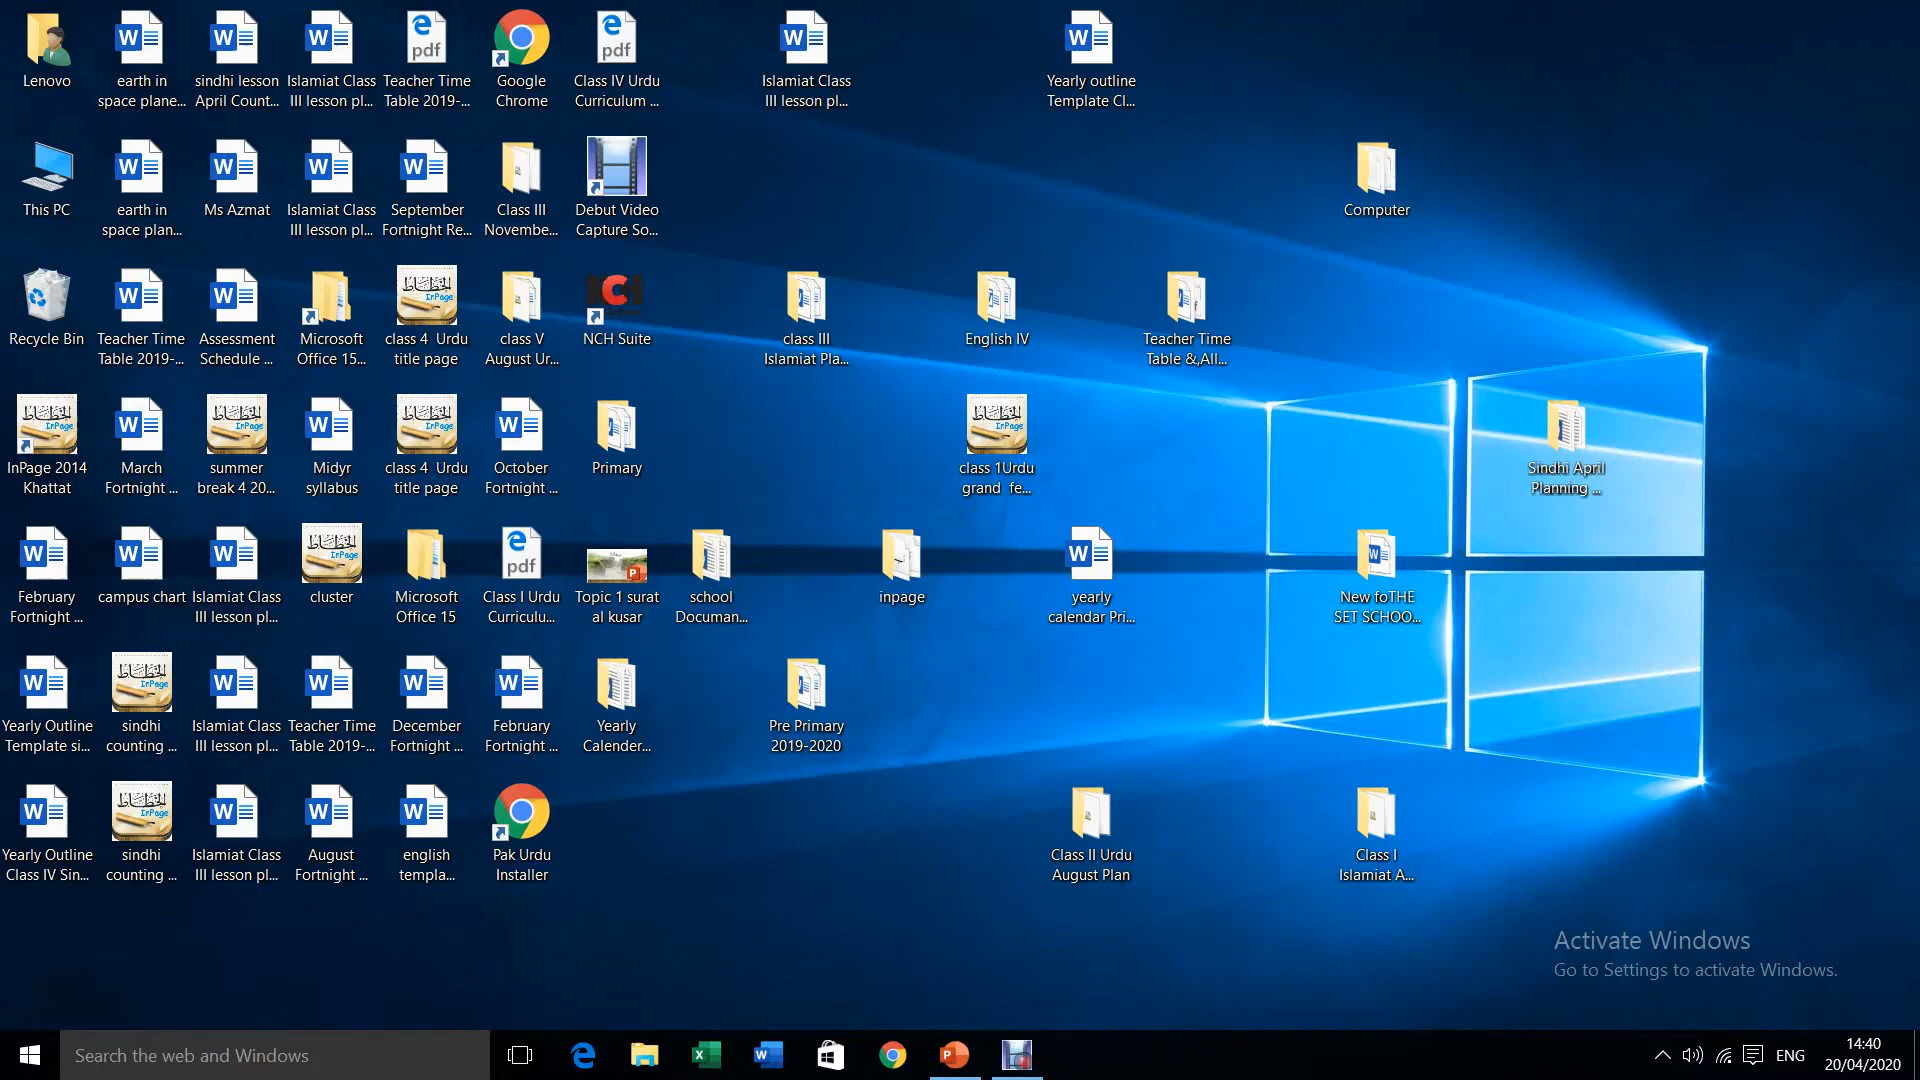 Lenovo
earth in
space plane...
sindhi lesson
April Count...
Islamiat Class
III lesson pl...
Teacher Time
Table 2019-...
Google
Chrome
Class IV Urdu
Curriculum ...
Islamiat Class
III lesson pl...
Yearly outline
Template Cl...
This PC
earth in
space plan...
Ms Azmat
Islamiat Class
III lesson pl...
September
Fortnight Re...
Class III
Novembe...
Debut Video
Capture So...
Computer
Recycle Bin
Teacher Time
Table 2019-...
Assessment
Schedule ...
Microsoft
Office 15...
class 4 Urdu
title page
class V
August Ur...
NCH Suite
class III
Islamiat Pla...
English IV
Teacher Time
Table &,All...
InPage 2014
Khattat
March
Fortnight ...
summer
break 4 20...
Midyr
syllabus
class 4 Urdu
title page
October
Fortnight ...
Primary
class 1Urdu
grand fe...
Sindhi April
Planning ...
February
Fortnight ...
campus chart
Islamiat Class
III lesson pl...
cluster
Microsoft
Office 15
Class I Urdu
Curriculu...
Topic 1 surat
al kusar
school
Documan...
inpage
yearly
calendar Pri...
New foTHE
SET SCHOO...
Yearly Outline
Template si...
sindhi
counting ...
Islamiat Class
III lesson pl...
Teacher Time
Table 2019-...
December
Fortnight ...
February
Fortnight ...
Yearly
Calender...
Pre Primary
2019-2020
Yearly Outline
Class IV Sin...
sindhi
counting ...
Islamiat Class
III lesson pl...
August
Fortnight ...
english
templa...
Pak Urdu
Installer
Class II Urdu
August Plan
Class I
Islamiat A...
Activate Windows
Go to Settings to activate Windows.
Search the web and Windows
ENG
14:40
20/04/2020